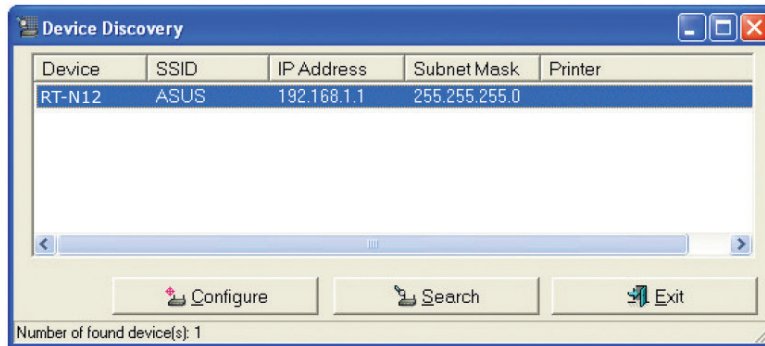 Device Discovery
Device SSID IP Address Subnet Mask Printer
RT-N12 ASUS 192.168.1.1 255.255.255.0
Configure Search Exit
Number of found device(s): 1